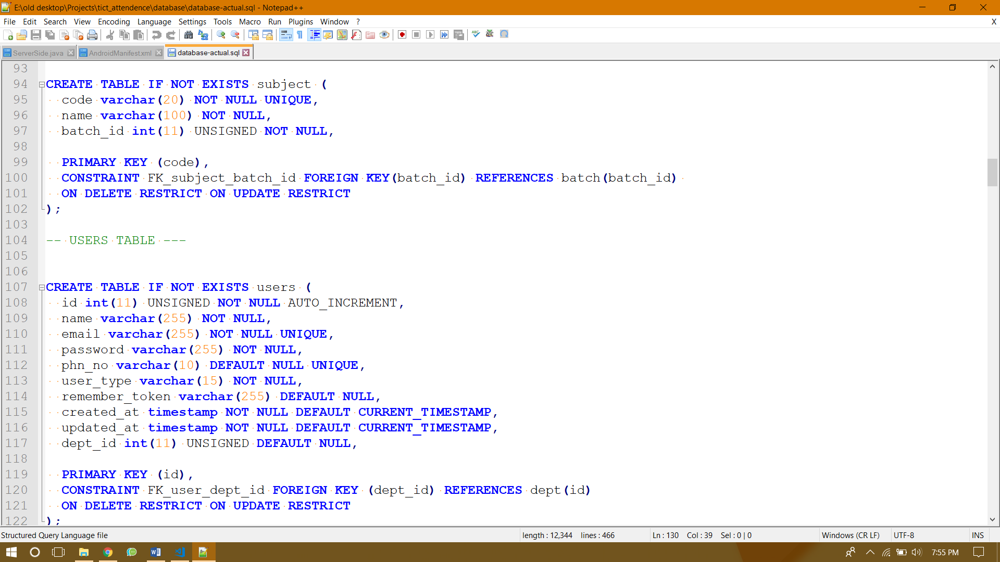 E:\old desktop\Projects\tict_attendence\database\database-actual.sql - Notepad++
File Edit Search View Encoding Language Settings Tools Macro Run Plugins Window ? X
ServerSide.java AndroidManifest.xml database-actual.sql
93
94 CREATE TABLE IF NOT EXISTS subject (
95 code varchar(20) NOT NULL UNIQUE,
96 name varchar(100) NOT NULL,
97 batch_id int(11) UNSIGNED NOT NULL,
98
99 PRIMARY KEY (code),
100 CONSTRAINT FK_subject_batch_id FOREIGN KEY(batch_id) REFERENCES batch(batch_id)
101 ON DELETE RESTRICT ON UPDATE RESTRICT
102 );
103
104 -- USERS TABLE ---
105
106
107 CREATE TABLE IF NOT EXISTS users (
108 id int(11) UNSIGNED NOT NULL AUTO_INCREMENT,
109 name varchar(255) NOT NULL,
110 email varchar(255) NOT NULL UNIQUE,
111 password varchar(255) NOT NULL,
112 phn_no varchar(10) DEFAULT NULL UNIQUE,
113 user_type varchar(15) NOT NULL,
114 remember_token varchar(255) DEFAULT NULL,
115 created_at timestamp NOT NULL DEFAULT CURRENT_TIMESTAMP,
116 updated_at timestamp NOT NULL DEFAULT CURRENT_TIMESTAMP,
117 dept_id int(11) UNSIGNED DEFAULT NULL,
118
119 PRIMARY KEY (id),
120 CONSTRAINT FK_user_dept_id FOREIGN KEY (dept_id) REFERENCES dept(id)
121 ON DELETE RESTRICT ON UPDATE RESTRICT
122 );
Structured Query Language file length : 12,344 lines : 466 Ln : 130 Col : 39 Sel : 0 | 0 Windows (CR LF) UTF-8 INS
7:55 PM